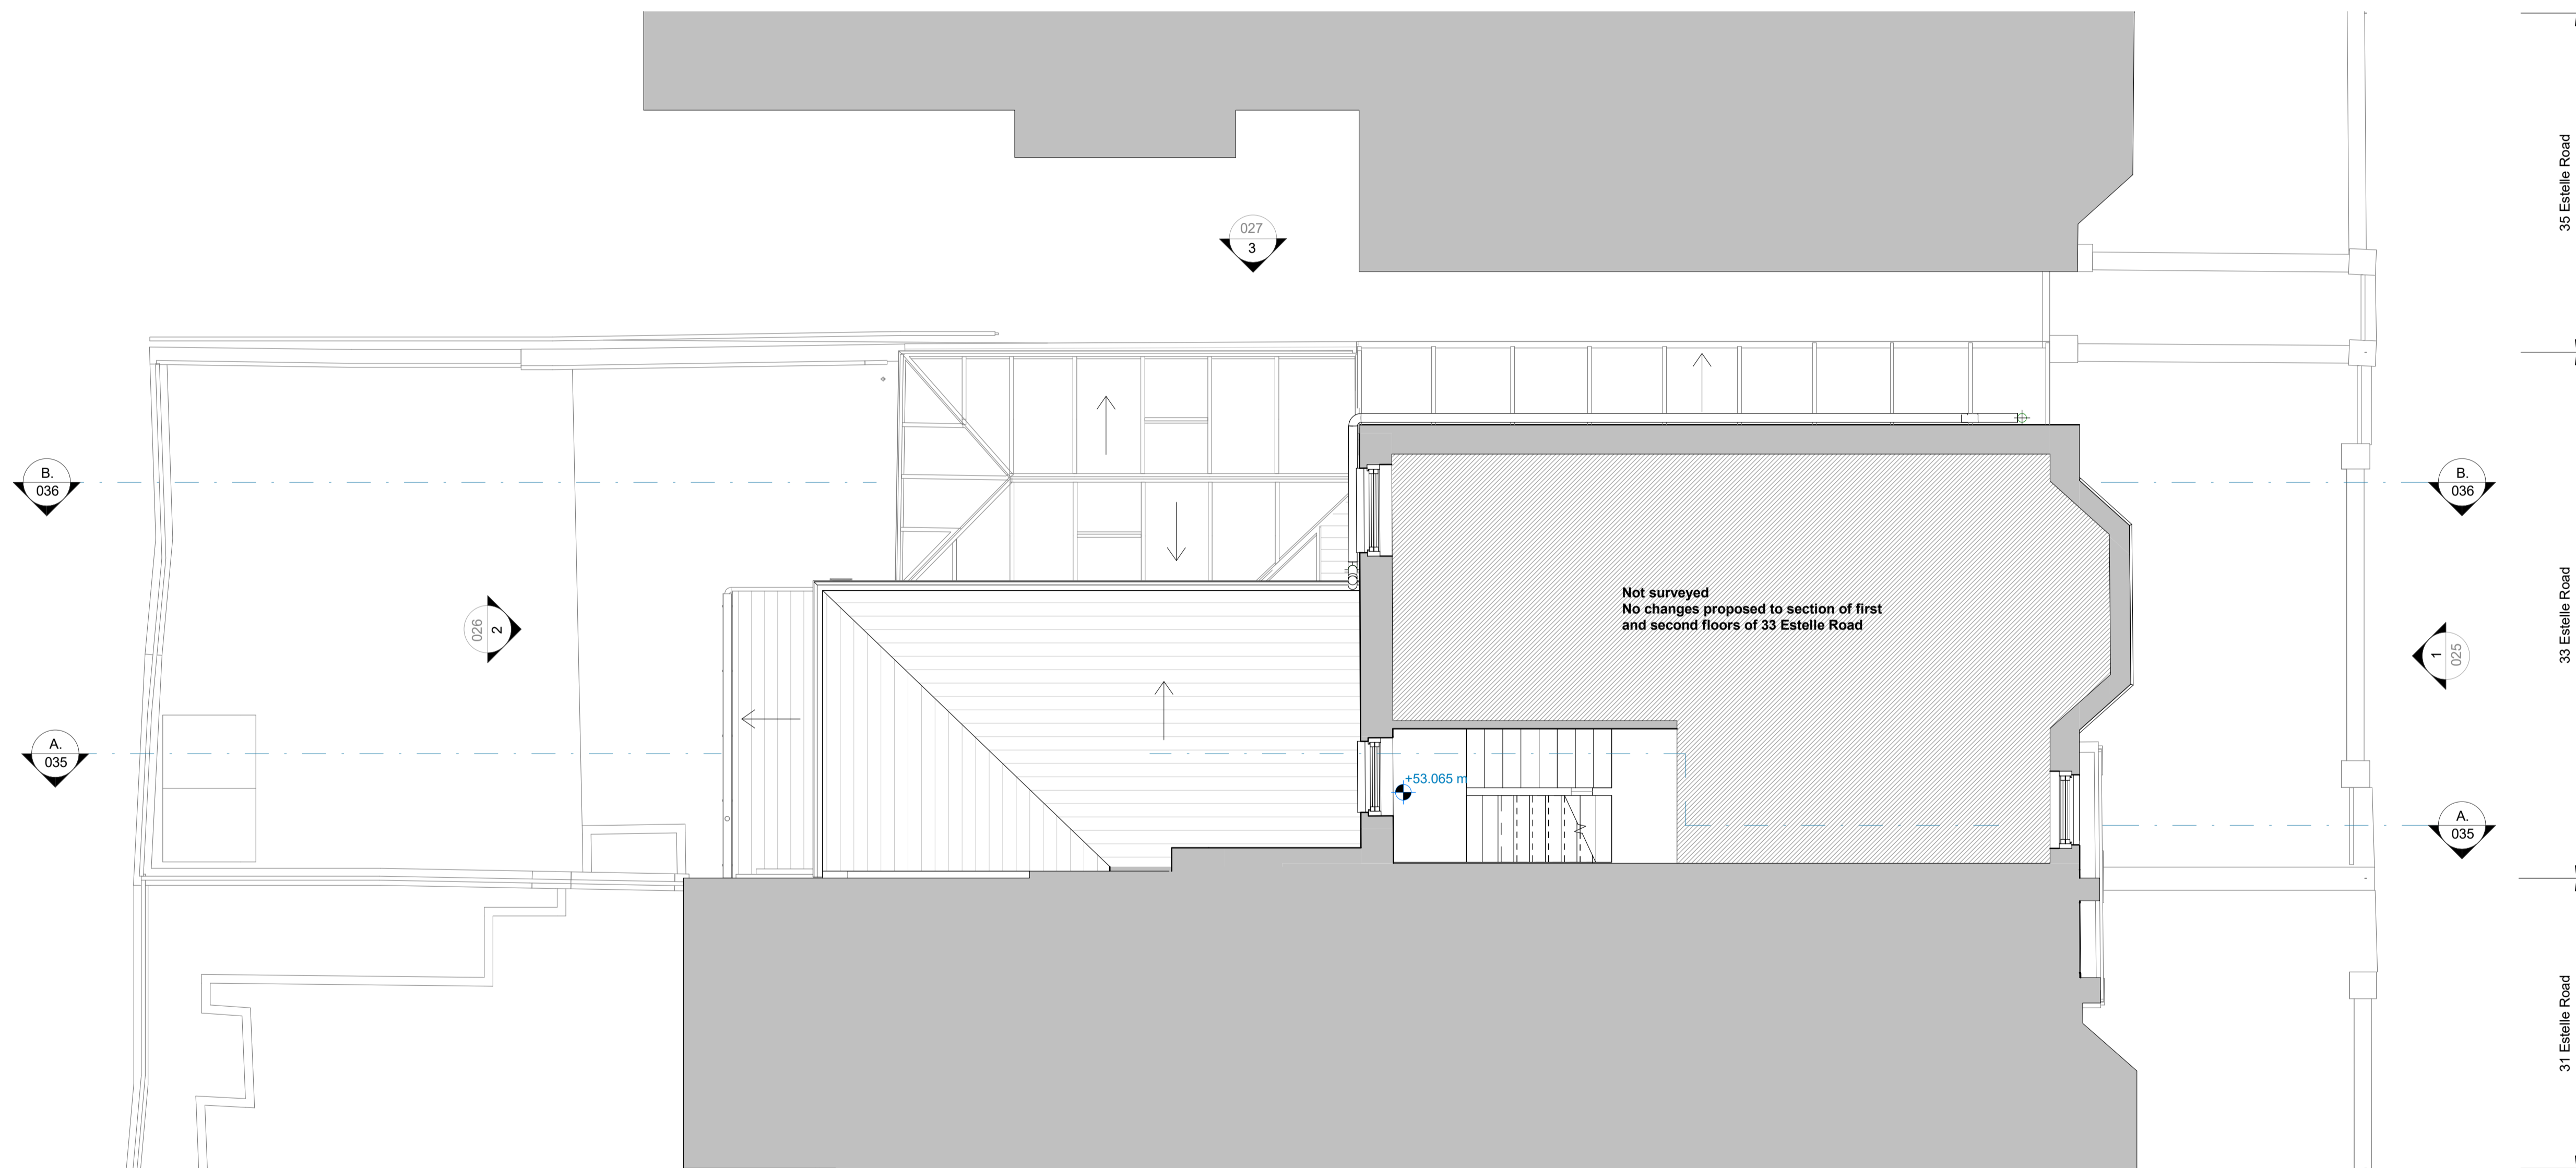 35 Estelle Road
027
3
B.
036
B.
036
Not surveyed
No changes proposed to section of first
and second floors of 33 Estelle Road
33 Estelle Road
026
2
1
025
A.
035
+53.065 m
A.
035
31 Estelle Road